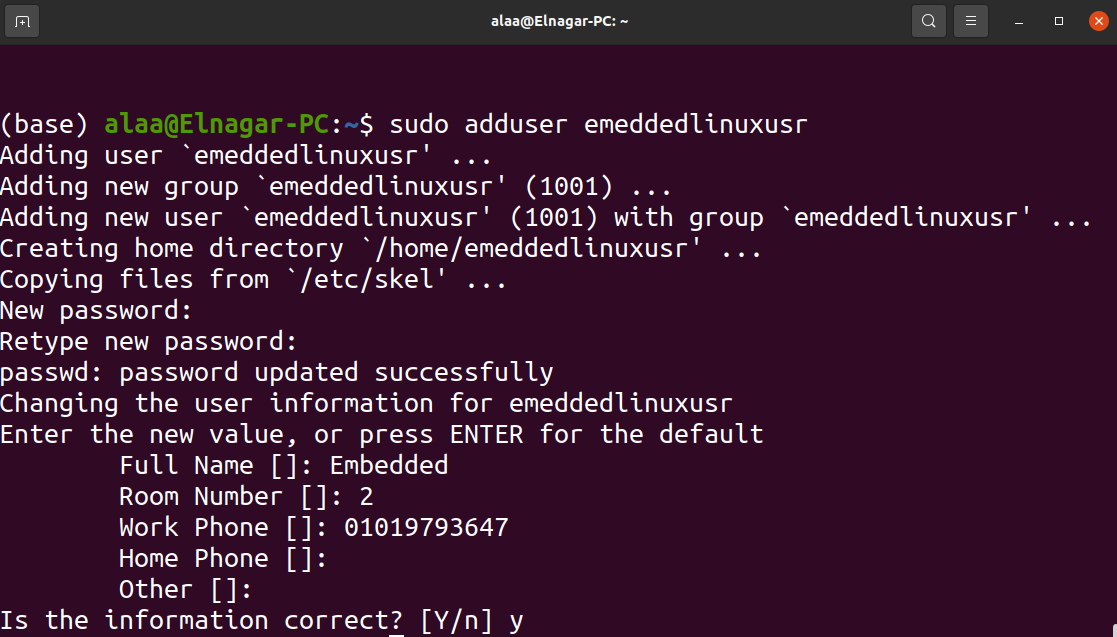 alaa@Elnagar-PC: ~
(base) alaa@Elnagar-PC:~$ sudo adduser emeddedlinuxusr
Adding user `emeddedlinuxusr' ...
Adding new group `emeddedlinuxusr' (1001) ...
Adding new user `emeddedlinuxusr' (1001) with group `emeddedlinuxusr' ...
Creating home directory `/home/emeddedlinuxusr' ...
Copying files from `/etc/skel' ...
New password:
Retype new password:
passwd: password updated successfully
Changing the user information for emeddedlinuxusr
Enter the new value, or press ENTER for the default
Full Name []: Embedded
Room Number []: 2
Work Phone []: 01019793647
Home Phone []:
Other []:
Is the information correct? [Y/n] y